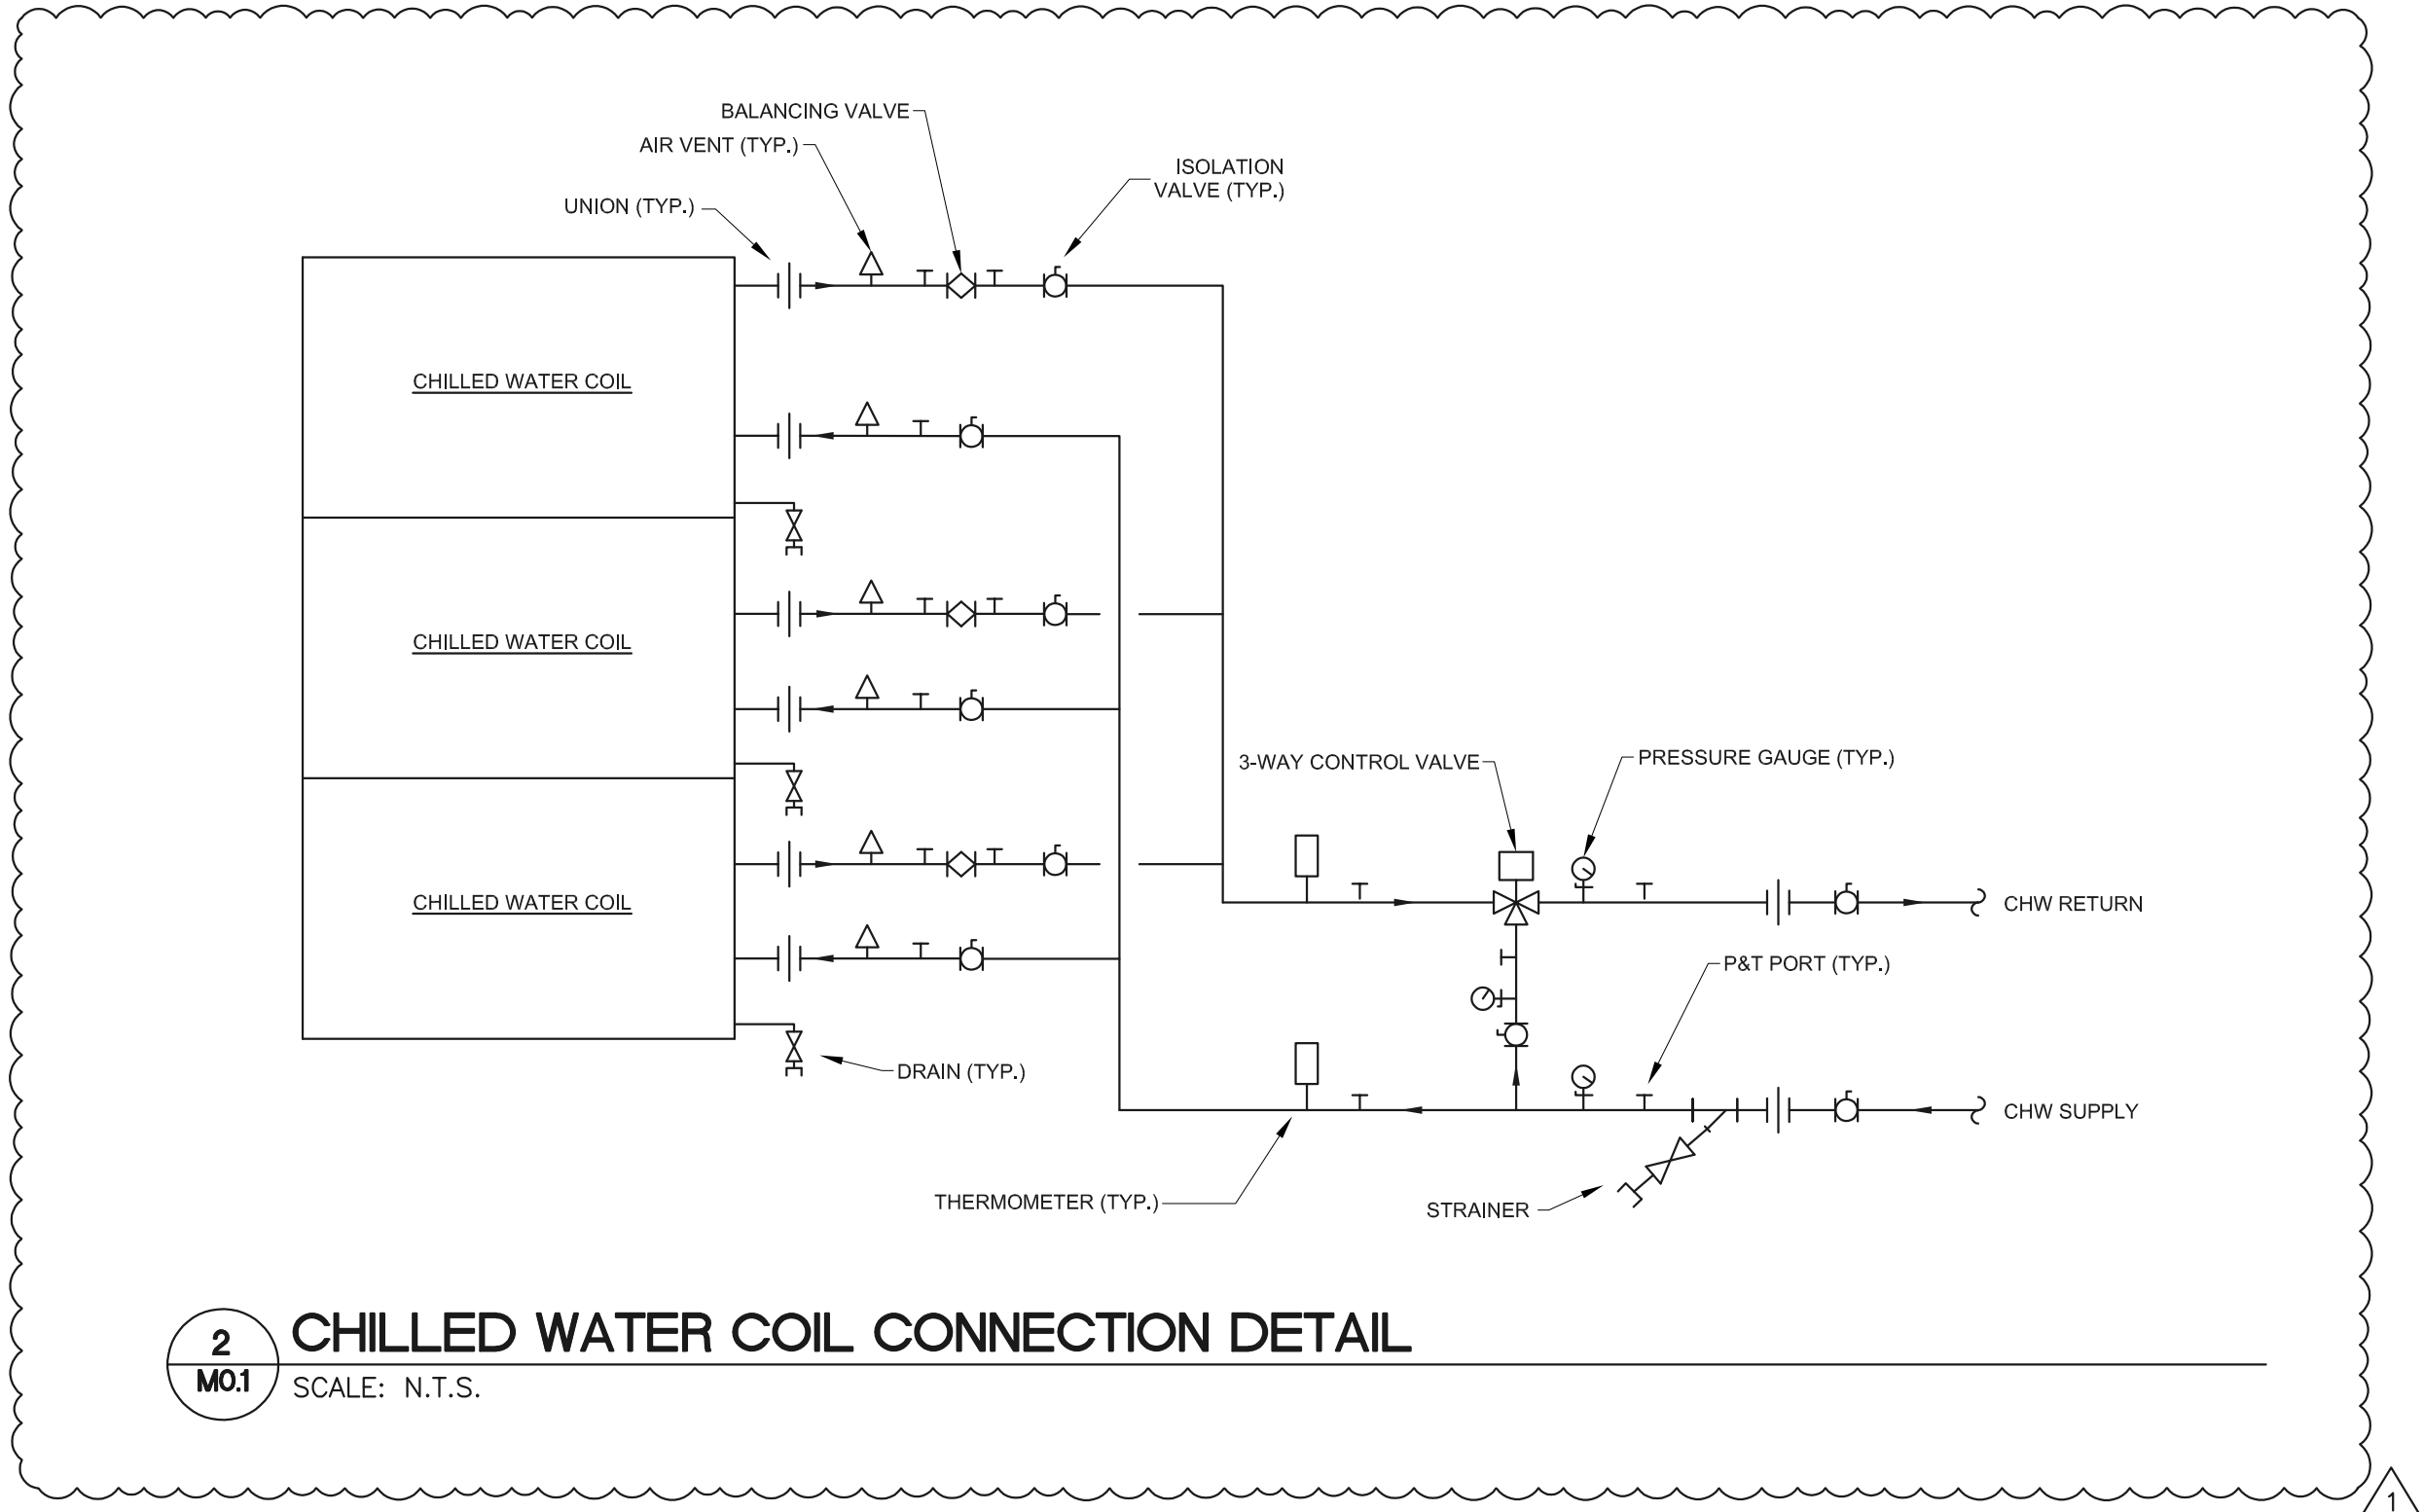 BALANCING VALVE
AIR VENT (TYP.)
ISOLATION
VALVE (TYP.)
UNION (TYP.)
CHILLED WATER COIL
CHILLED WATER COIL
3-WAY CONTROL VALVE
PRESSURE GAUGE (TYP.)
CHILLED WATER COIL
CHW RETURN
P&T PORT (TYP.)
DRAIN (TYP.)
CHW SUPPLY
THERMOMETER (TYP.)
STRAINER
2
M0.1
CHILLED WATER COIL CONNECTION DETAIL
SCALE: N.T.S.
1